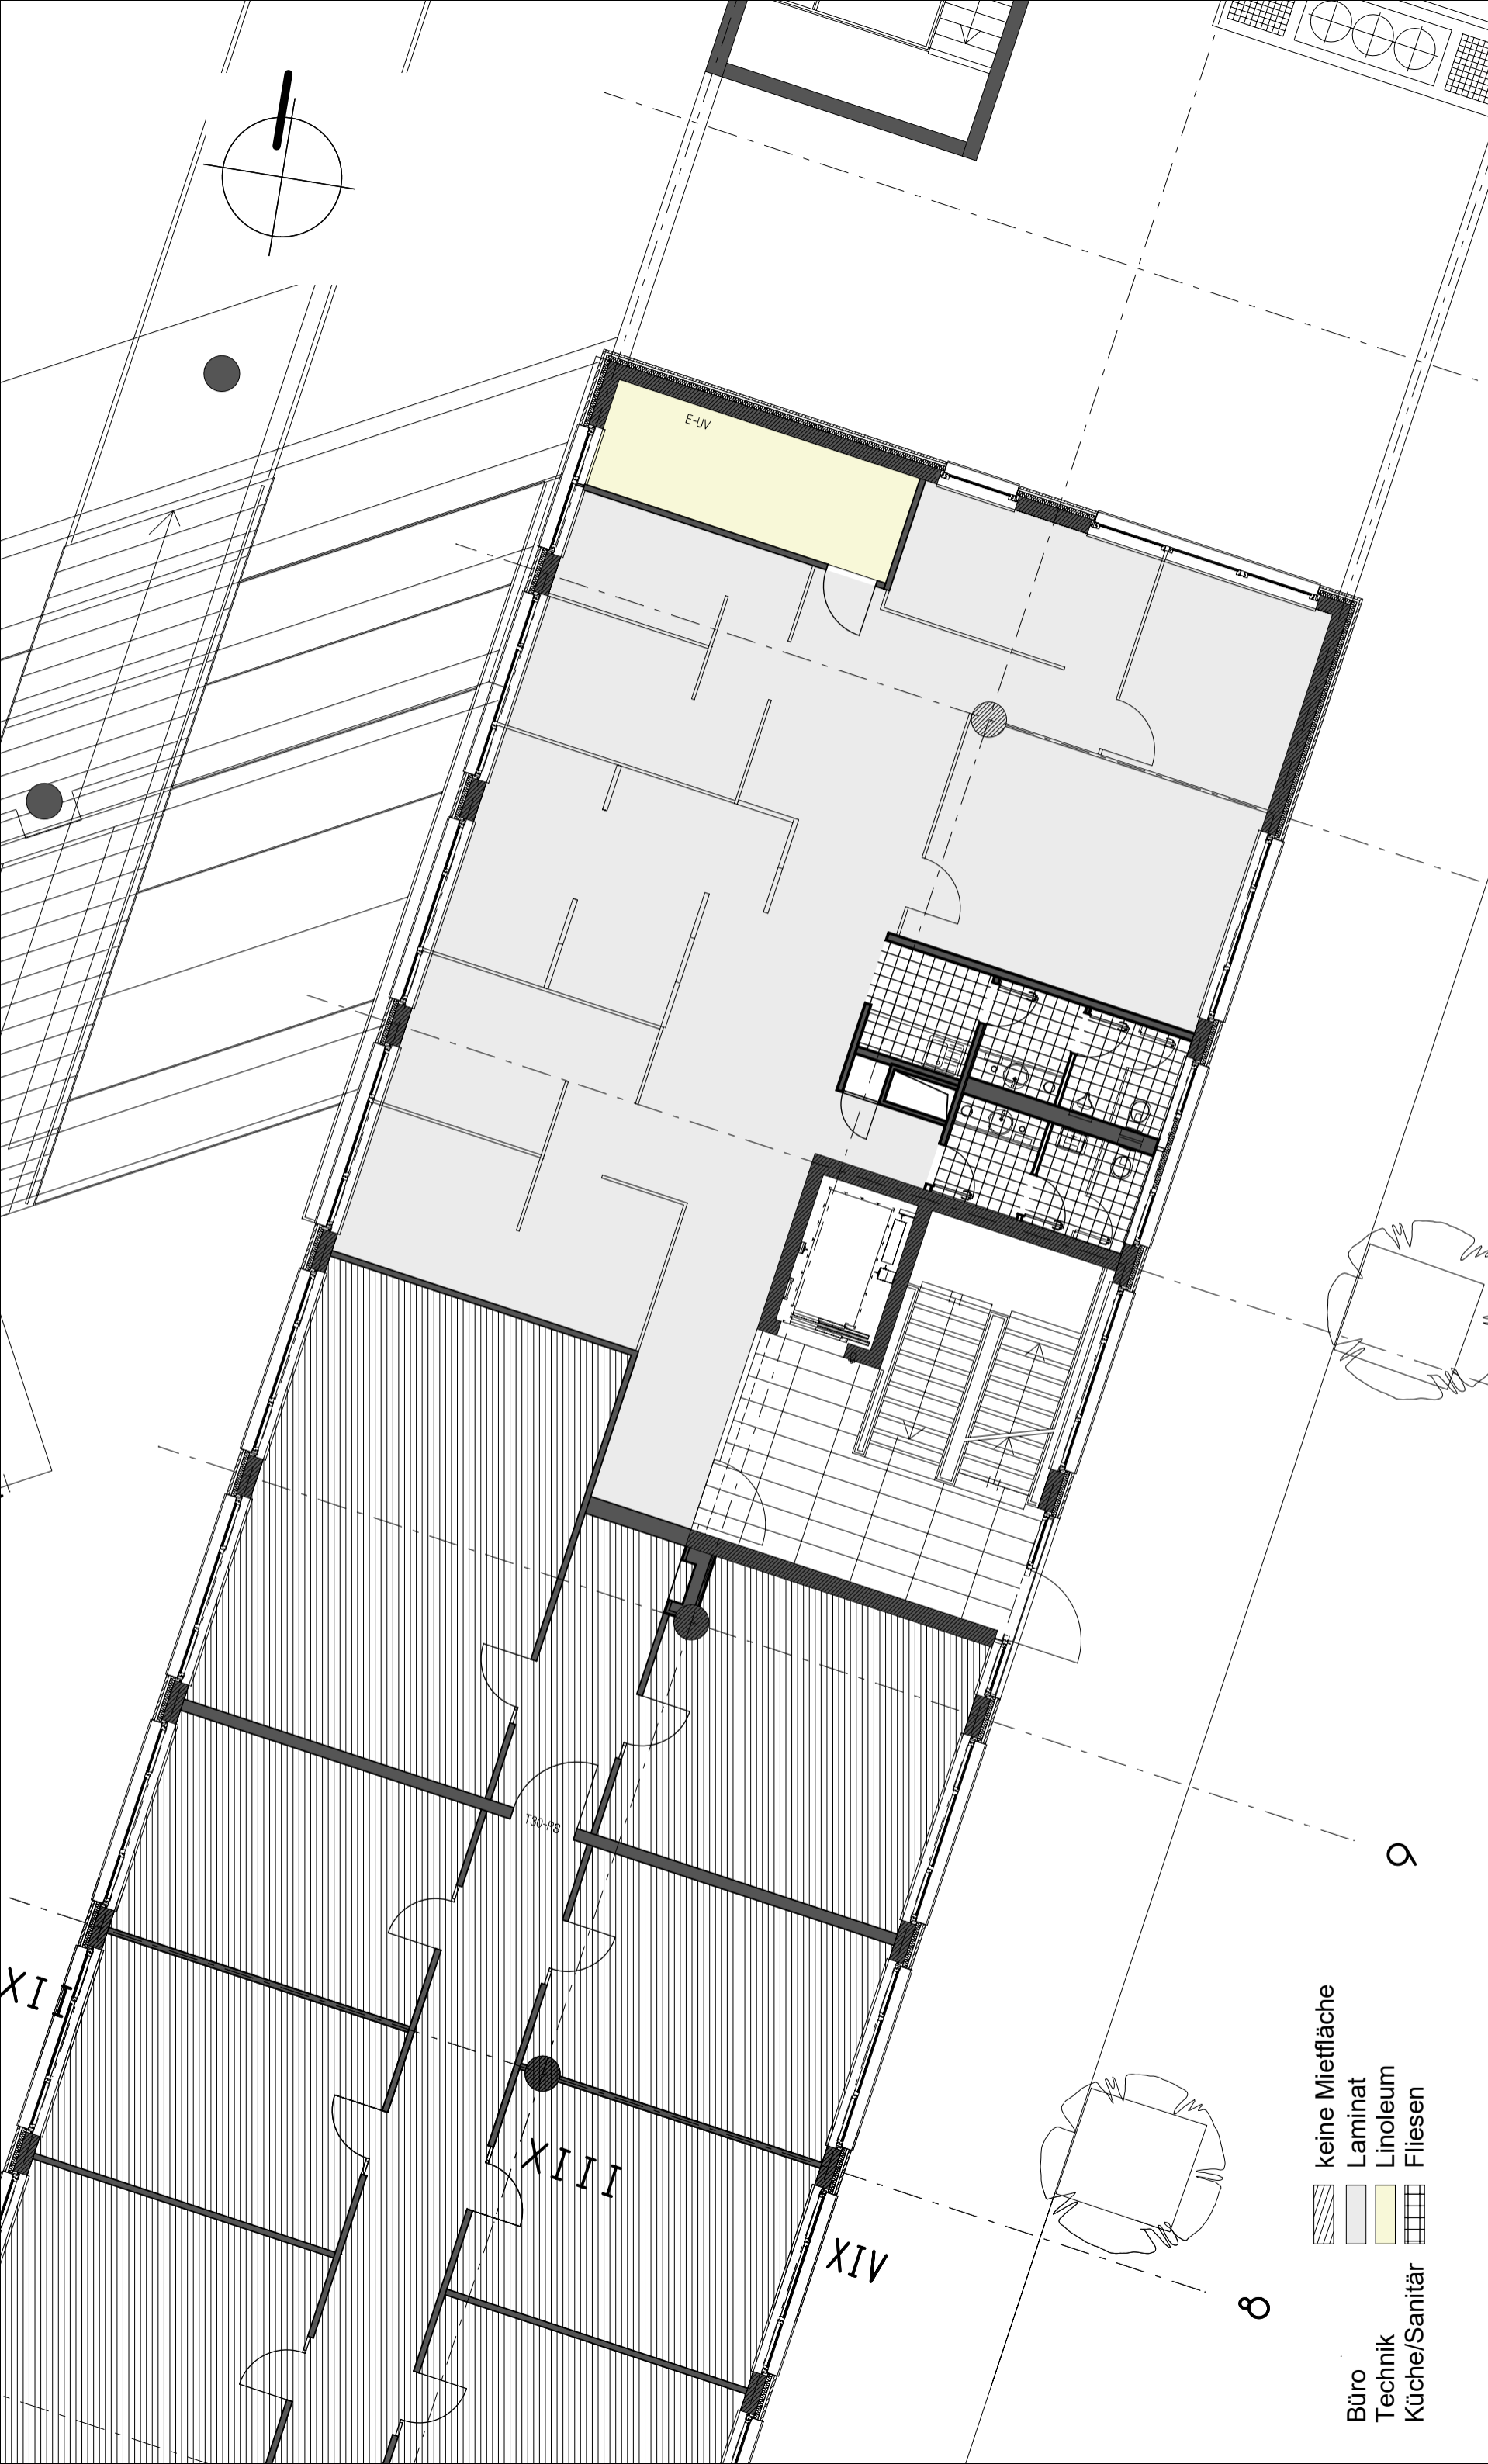 E-UV
T30-RS
XII
XIII
XIV
9
8
keine Mietfläche
Büro Laminat
Technik Linoleum
Küche/Sanitär Fliesen